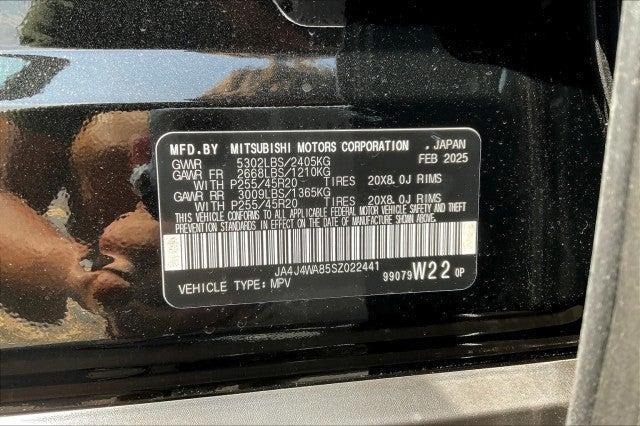 MFD.BY MITSUBISHI MOTORS CORPORATION , JAPAN
GVWR 5302LBS/2405KG FEB 2025
GAWR FR 2668LBS/1210KG
WITH P255/45R20 TIRES 20X8.0J RIMS
GAWR RR 3009LBS/1365KG
WITH P255/45R20 TIRES 20X8.0J RIMS
THIS VEHICLE CONFORMS TO ALL APPLICABLE FEDERAL MOTOR VEHICLE SAFETY AND THEFT
PREVENTION STANDARDS IN EFFECT ON THE DATE OF MANUFACTURE SHOWN ABOVE.
JA4J4WA85SZ022441
VEHICLE TYPE: MPV 99079 W22 0P